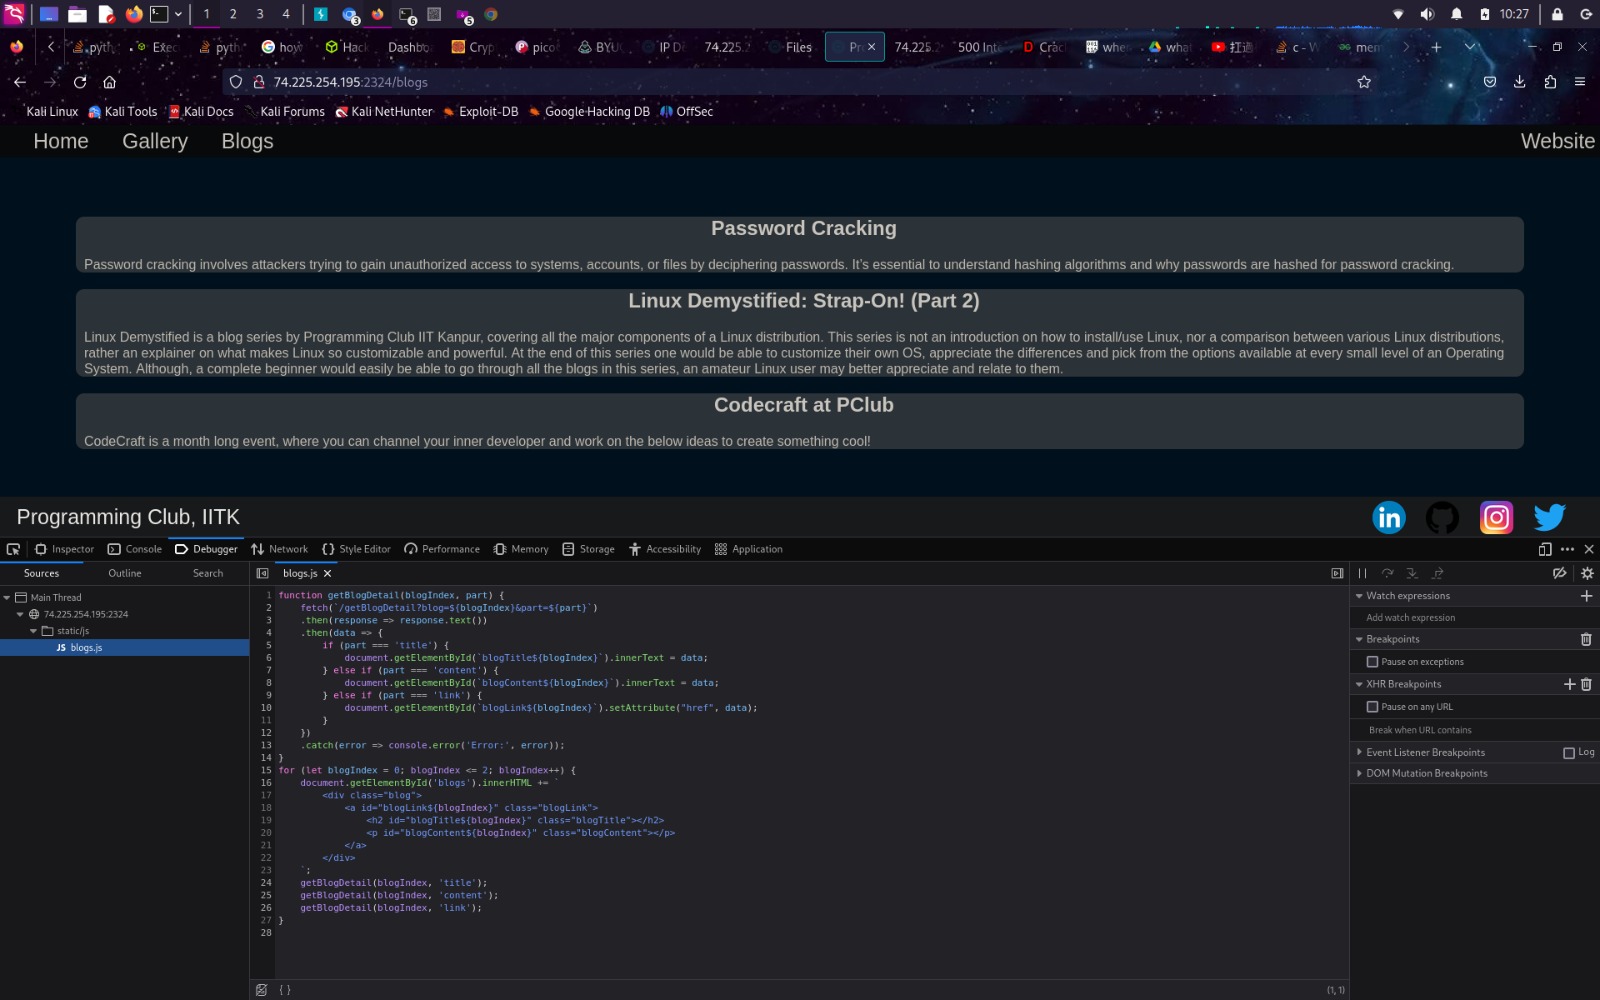 1 2 3 4 3 6 5 10:27
pyth Exec pyth Goo how Hack Dashbo Cryp pico BYUC IP Di 74.225.2 Files Pr 74.225.2 500 Inte Crac when what c - W mem
74.225.254.195:2324/blogs
Kali Linux Kali Tools Kali Docs Kali Forums Kali NetHunter Exploit-DB Google Hacking DB OffSec
Home Gallery Blogs Website
Password Cracking
Password cracking involves attackers trying to gain unauthorized access to systems, accounts, or files by deciphering passwords. It's essential to understand hashing algorithms and why passwords are hashed for password cracking.
Linux Demystified: Strap-On! (Part 2)
Linux Demystified is a blog series by Programming Club IIT Kanpur, covering all the major components of a Linux distribution. This series is not an introduction on how to install/use Linux, nor a comparison between various Linux distributions,
rather an explainer on what makes Linux so customizable and powerful. At the end of this series one would be able to customize their own OS, appreciate the differences and pick from the options available at every small level of an Operating
System. Although, a complete beginner would easily be able to go through all the blogs in this series, an amateur Linux user may better appreciate and relate to them.
Codecraft at PClub
CodeCraft is a month long event, where you can channel your inner developer and work on the below ideas to create something cool!
Programming Club, IITK
Inspector Console Debugger Network Style Editor Performance Memory Storage Accessibility Application
Sources Outline Search
Main Thread
74.225.254.195:2324
static/js
JS blogs.js
blogs.js
1 function getBlogDetail(blogIndex, part) {
2 fetch(`/getBlogDetail?blog=${blogIndex}&part=${part}`)
3 .then(response => response.text())
4 .then(data => {
5 if (part === 'title') {
6 document.getElementById(`blogTitle${blogIndex}`).innerText = data;
7 } else if (part === 'content') {
8 document.getElementById(`blogContent${blogIndex}`).innerText = data;
9 } else if (part === 'link') {
10 document.getElementById(`blogLink${blogIndex}`).setAttribute("href", data);
11 }
12 })
13 .catch(error => console.error('Error:', error));
14 }
15 for (let blogIndex = 0; blogIndex <= 2; blogIndex++) {
16 document.getElementById('blogs').innerHTML += `
17 <div class="blog">
18 <a id="blogLink${blogIndex}" class="blogLink">
19 <h2 id="blogTitle${blogIndex}" class="blogTitle"></h2>
20 <p id="blogContent${blogIndex}" class="blogContent"></p>
21 </a>
22 </div>
23 `;
24 getBlogDetail(blogIndex, 'title');
25 getBlogDetail(blogIndex, 'content');
26 getBlogDetail(blogIndex, 'link');
27 }
28
{ } (1, 1)
Watch expressions
Add watch expression
Breakpoints
Pause on exceptions
XHR Breakpoints
Pause on any URL
Break when URL contains
Event Listener Breakpoints Log
DOM Mutation Breakpoints